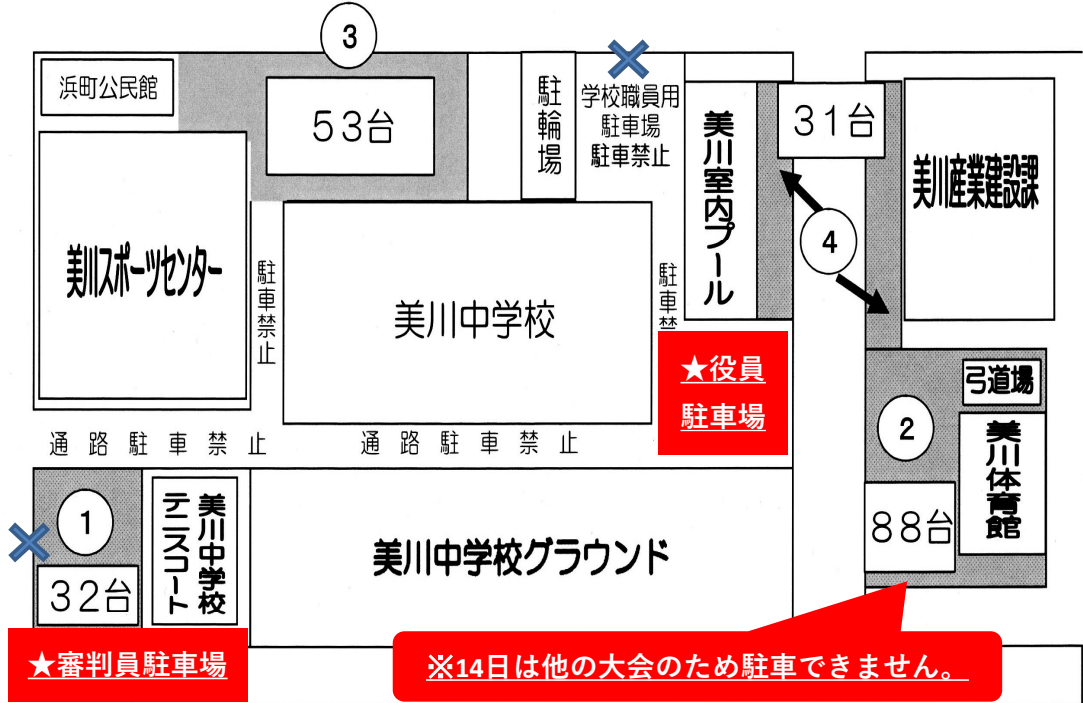 ③
浜町公民館
53台
駐輪場
学校職員用
駐車場
駐車禁止
美川室内プール
31台
美川産業建設課
④
美川スポーツセンター
駐車禁止
美川中学校
駐車禁
★役員
駐車場
弓道場
②
美川体育館
88台
通路駐車禁止
通路駐車禁止
①
32台
美川中学校
テニスコート
美川中学校グラウンド
★審判員駐車場
※14日は他の大会のため駐車できません。